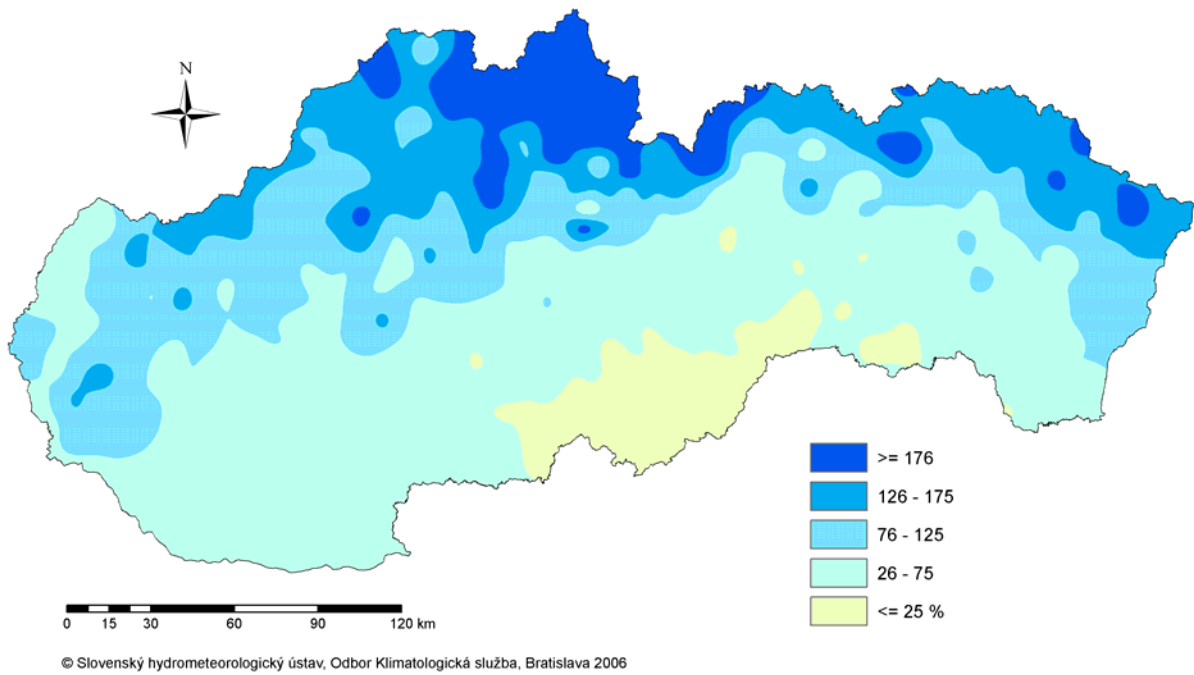 N
>= 176
126 - 175
76 - 125
26 - 75
<= 25 %
0 15 30 60 90 120 km
© Slovenský hydrometeorologický ústav, Odbor Klimatologická služba, Bratislava 2006